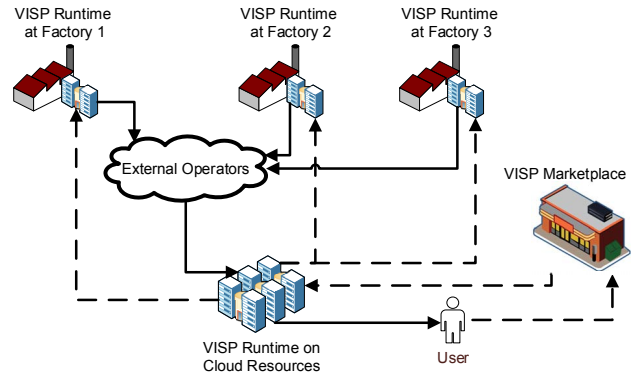 VISP Runtime
at Factory 1
VISP Runtime
at Factory 2
VISP Runtime
at Factory 3
External Operators
VISP Marketplace
VISP Runtime on
Cloud Resources
User